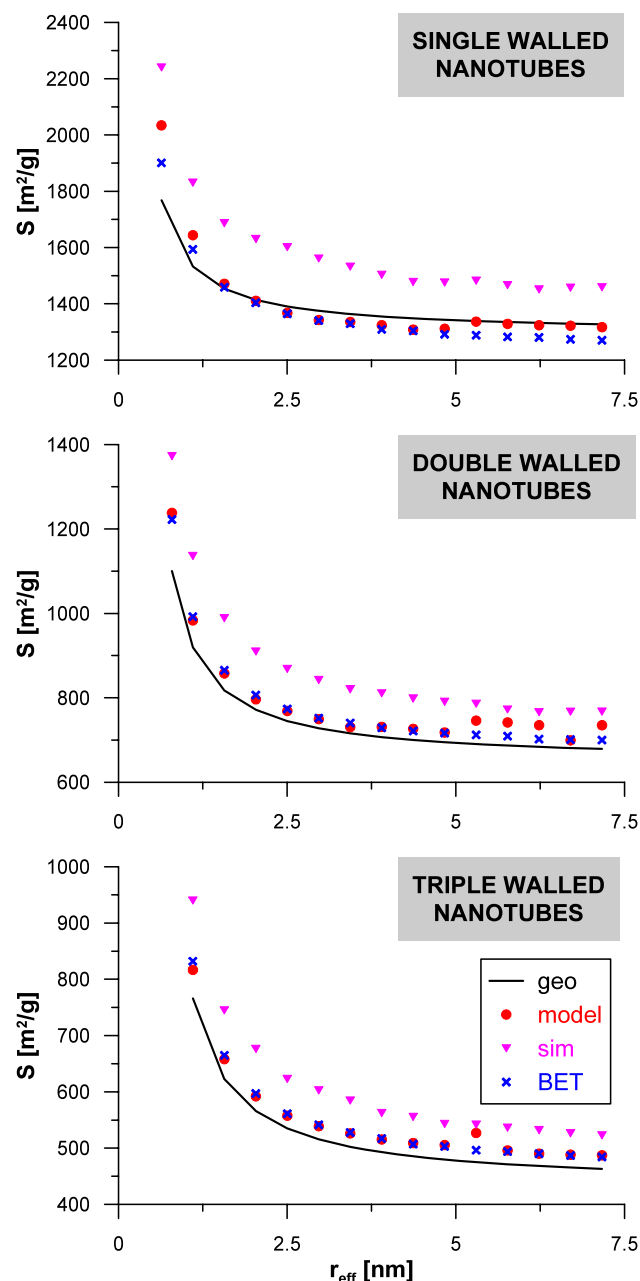 2400
2200
2000
1800
1600
1400
1200
S [m²/g]
SINGLE WALLED
NANOTUBES
0 2.5 5 7.5
1400
1200
1000
800
600
S [m²/g]
DOUBLE WALLED
NANOTUBES
0 2.5 5 7.5
1000
900
800
700
600
500
400
S [m²/g]
TRIPLE WALLED
NANOTUBES
geo
model
sim
BET
0 2.5 5 7.5
r_eff [nm]